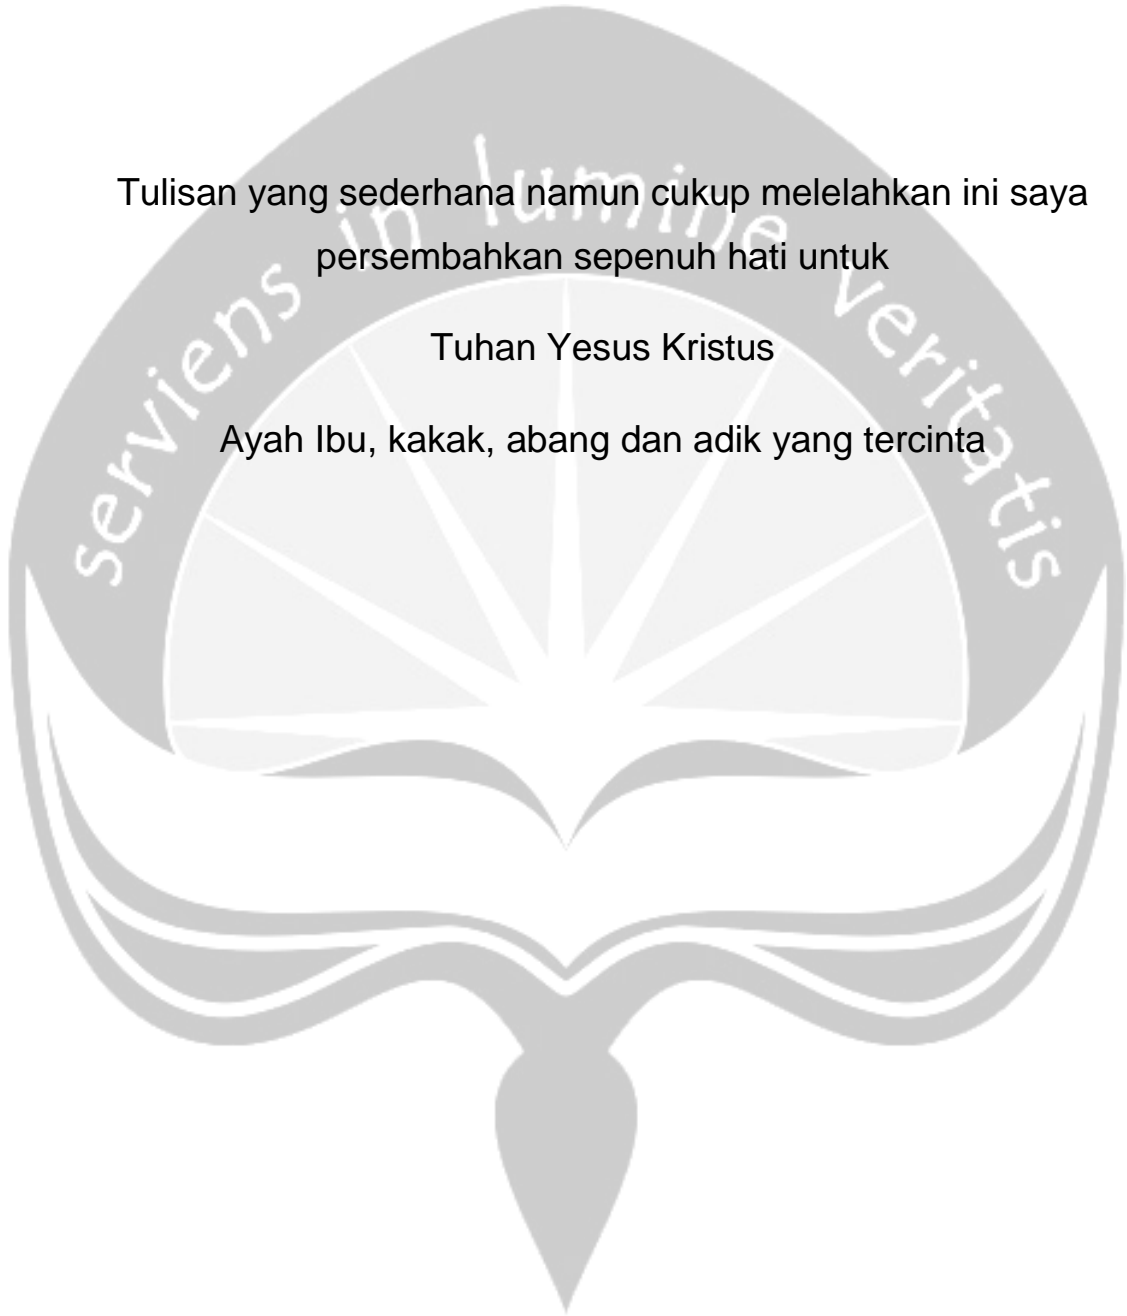 serviens in lumine veritatis
Tulisan yang sederhana namun cukup melelahkan ini saya
persembahkan sepenuh hati untuk
Tuhan Yesus Kristus
Ayah Ibu, kakak, abang dan adik yang tercinta